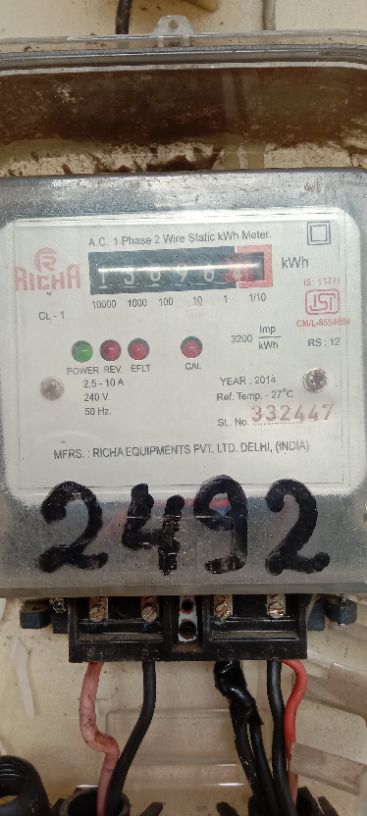 A.C. 1 Phase 2 Wire Static kWh Meter.
RICHA
kWh
10000 1000 100 10 1 1/10
CL - 1
IS: 13779
ISI
3200 Imp/kWh
RS : 12
POWER REV EFLT CAL
2.5 - 10 A
240 V.
50 Hz.
YEARː 2014
Ref. Temp. - 27°C
SL. No. 332447
MFRS. : RICHA EQUIPMENTS PVT. LTD. DELHI, (INDIA)
2492